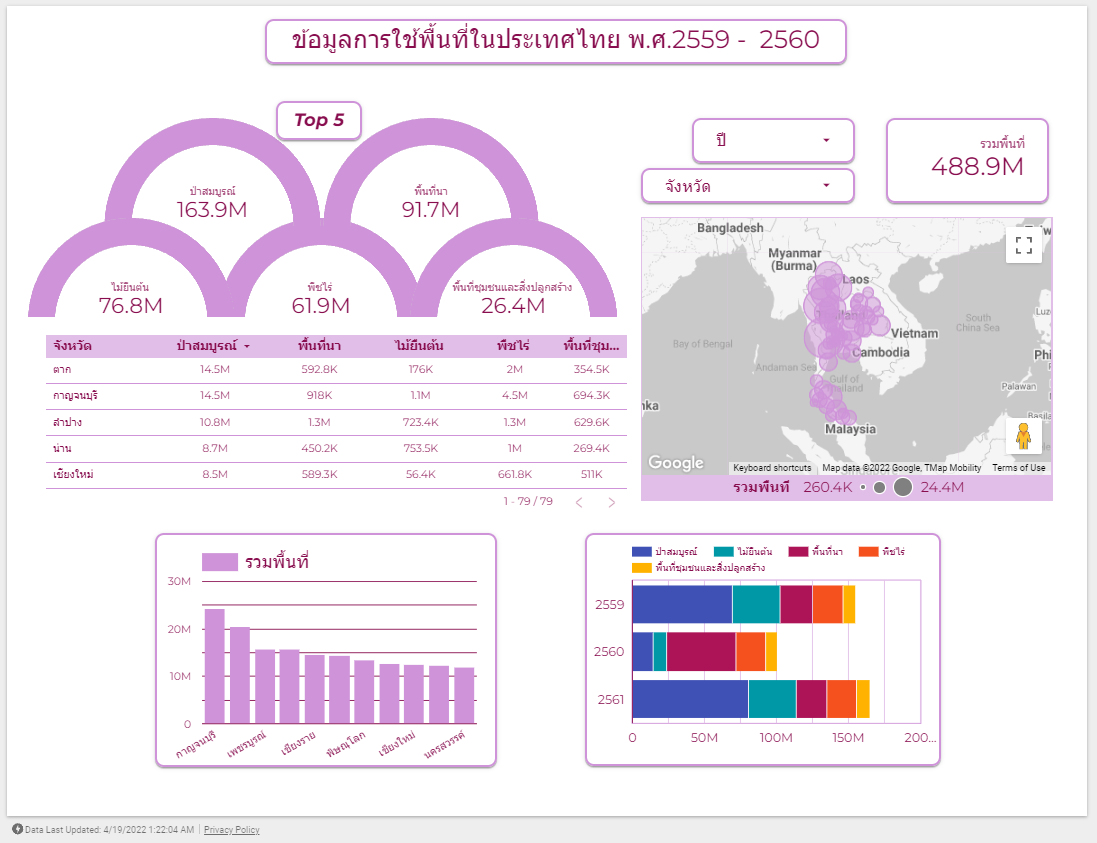 ข้อมูลการใช้พื้นที่ในประเทศไทย พ.ศ.2559 - 2560
Top 5
ป่าสมบูรณ์
163.9M
พื้นที่นา
91.7M
ไม้ยืนต้น
76.8M
พืชไร่
61.9M
พื้นที่ชุมชนและสิ่งปลูกสร้าง
26.4M
ปี
จังหวัด
รวมพื้นที่
488.9M
จังหวัด ป่าสมบูรณ์ พื้นที่นา ไม้ยืนต้น พืชไร่ พื้นที่ชุม...
ตาก 14.5M 592.8K 176K 2M 354.5K
กาญจนบุรี 14.5M 918K 1.1M 4.5M 694.3K
ลำปาง 10.8M 1.3M 723.4K 1.3M 629.6K
น่าน 8.7M 450.2K 753.5K 1M 269.4K
เชียงใหม่ 8.5M 589.3K 56.4K 661.8K 511K
1 - 79 / 79
Bangladesh
Myanmar
(Burma)
Laos
Thailand
Vietnam
Cambodia
Bay of Bengal
Andaman Sea
Gulf of
Thailand
South
China Sea
Luz
Phi
Palawan
Basila
nka
Malaysia
Google
Keyboard shortcuts Map data ©2022 Google, TMap Mobility Terms of Use
รวมพื้นที่ 260.4K 24.4M
รวมพื้นที่
30M
20M
10M
0
กาญจนบุรี เพชรบูรณ์ เชียงราย พิษณุโลก เชียงใหม่ นครสวรรค์
ป่าสมบูรณ์ ไม้ยืนต้น พื้นที่นา พืชไร่
พื้นที่ชุมชนและสิ่งปลูกสร้าง
2559
2560
2561
0 50M 100M 150M 200...
Data Last Updated: 4/19/2022 1:22:04 AM Privacy Policy